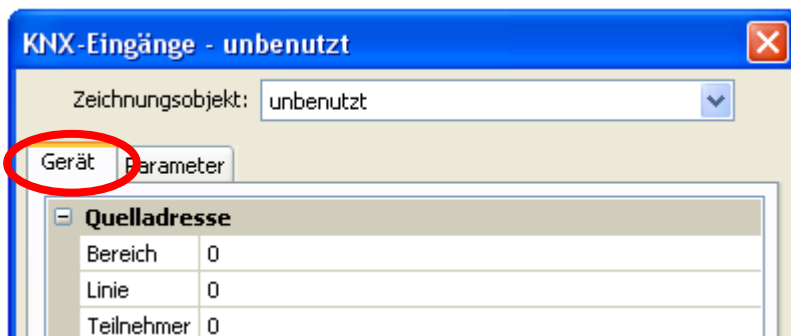 KNX-Eingänge - unbenutzt
Zeichnungsobjekt: unbenutzt
Gerät Parameter
Quelladresse
Bereich 0
Linie 0
Teilnehmer 0